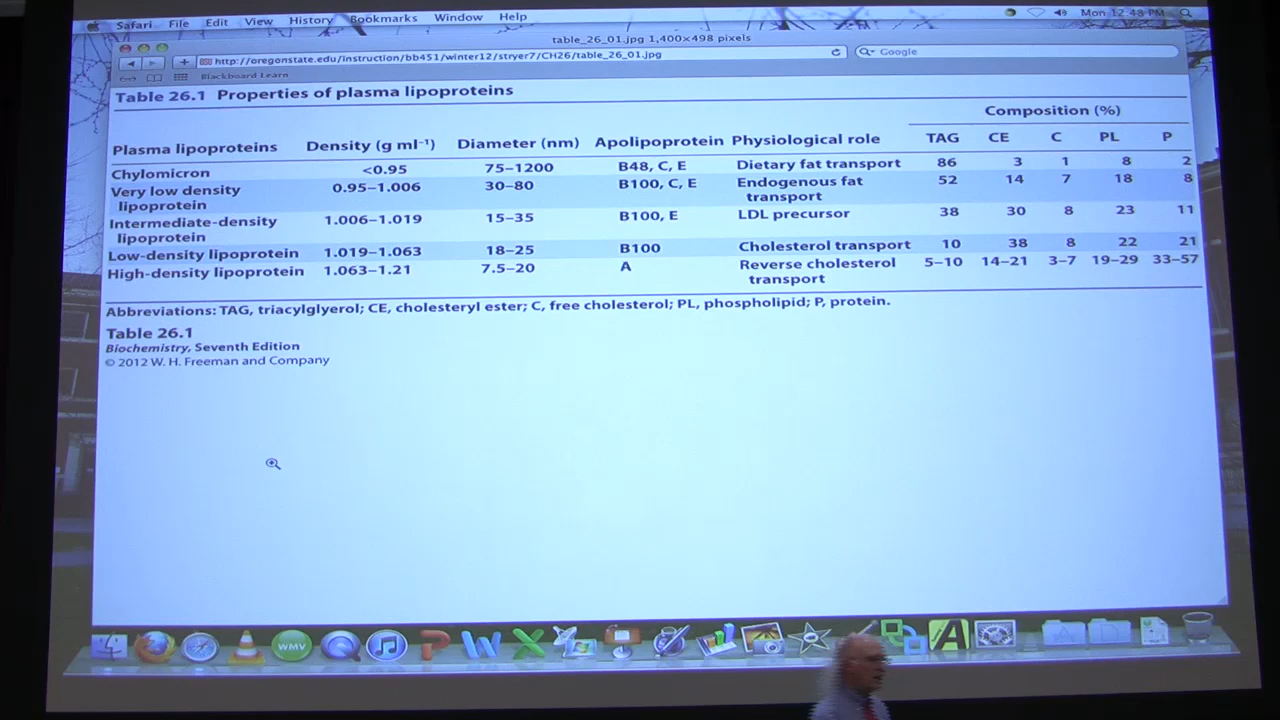 Safari File Edit View History Bookmarks Window Help Mon 12:48 PM
table_26_01.jpg 1,400×498 pixels
http://oregonstate.edu/instruction/bb451/winter12/stryer7/CH26/table_26_01.jpg Google
Blackboard Learn
Table 26.1 Properties of plasma lipoproteins
Composition (%)
Plasma lipoproteins Density (g ml⁻¹) Diameter (nm) Apolipoprotein Physiological role TAG CE C PL P
Chylomicron <0.95 75–1200 B48, C, E Dietary fat transport 86 3 1 8 2
Very low density 0.95–1.006 30–80 B100, C, E Endogenous fat 52 14 7 18 8
lipoprotein transport
Intermediate-density 1.006–1.019 15–35 B100, E LDL precursor 38 30 8 23 11
lipoprotein
Low-density lipoprotein 1.019–1.063 18–25 B100 Cholesterol transport 10 38 8 22 21
High-density lipoprotein 1.063–1.21 7.5–20 A Reverse cholesterol 5–10 14–21 3–7 19–29 33–57
transport
Abbreviations: TAG, triacylglyerol; CE, cholesteryl ester; C, free cholesterol; PL, phospholipid; P, protein.
Table 26.1
Biochemistry, Seventh Edition
© 2012 W. H. Freeman and Company
WMV